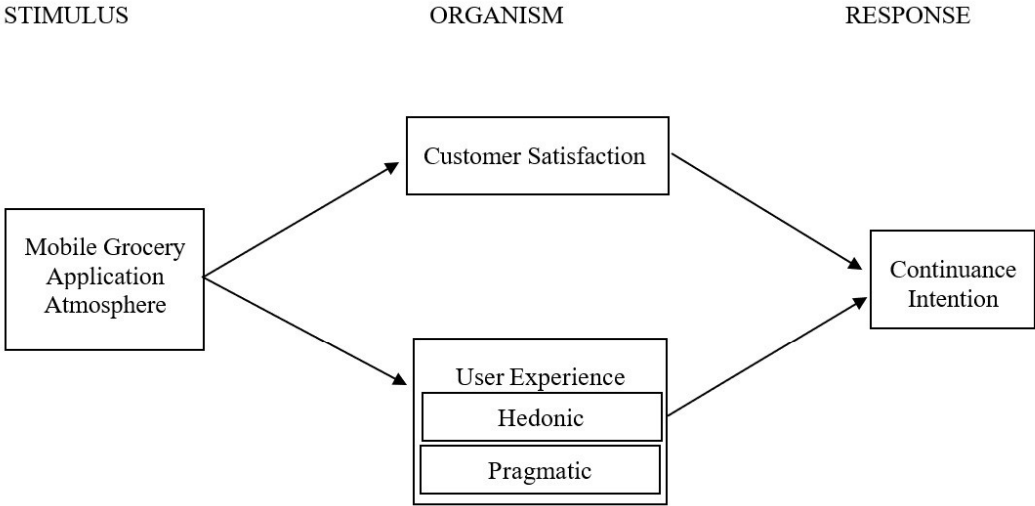 STIMULUS
ORGANISM
RESPONSE
Customer Satisfaction
Mobile Grocery
Application
Atmosphere
Continuance
Intention
User Experience
Hedonic
Pragmatic